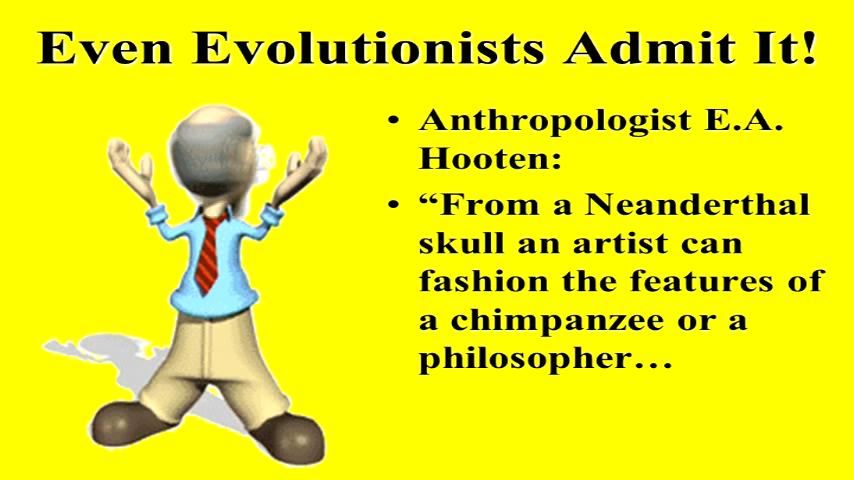 Even Evolutionists Admit It!
• Anthropologist E.A.
Hooten:
• “From a Neanderthal
skull an artist can
fashion the features of
a chimpanzee or a
philosopher…